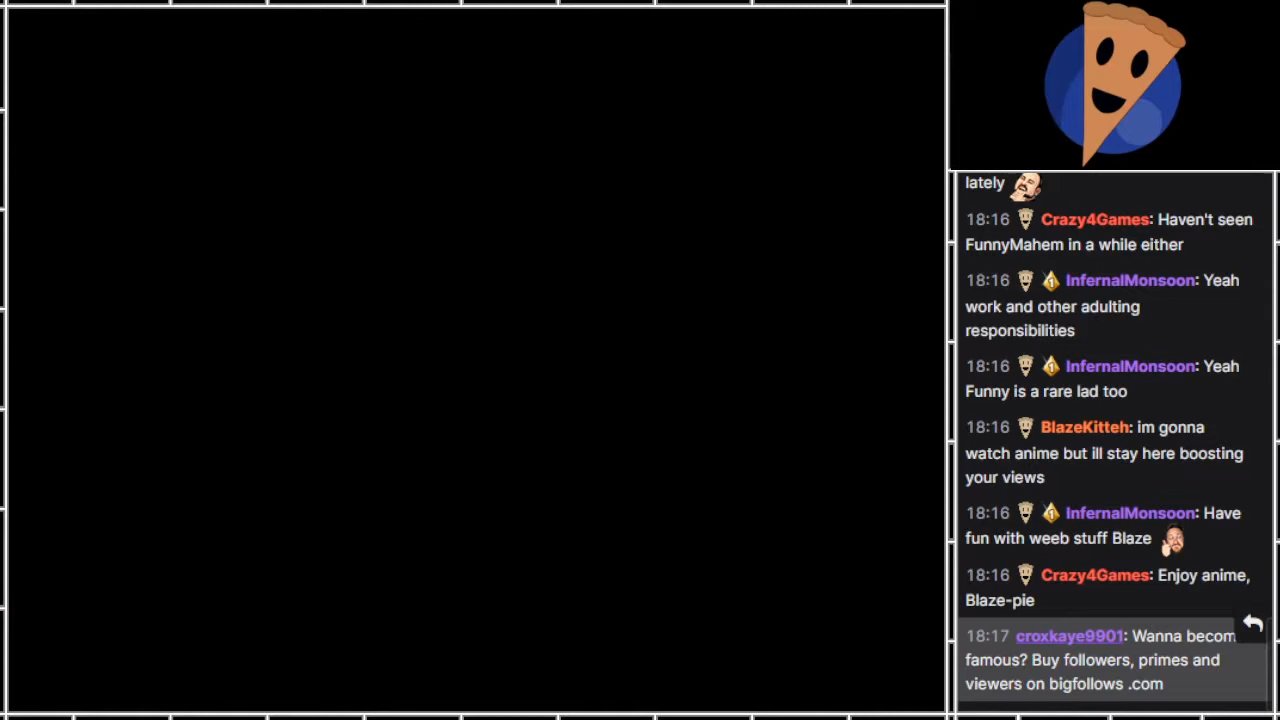 lately
18:16 Crazy4Games: Haven't seen
FunnyMahem in a while either
18:16 InfernalMonsoon: Yeah
work and other adulting
responsibilities
18:16 InfernalMonsoon: Yeah
Funny is a rare lad too
18:16 BlazeKitteh: im gonna
watch anime but ill stay here boosting
your views
18:16 InfernalMonsoon: Have
fun with weeb stuff Blaze
18:16 Crazy4Games: Enjoy anime,
Blaze-pie
18:17 croxkaye9901: Wanna becom
famous? Buy followers, primes and
viewers on bigfollows .com